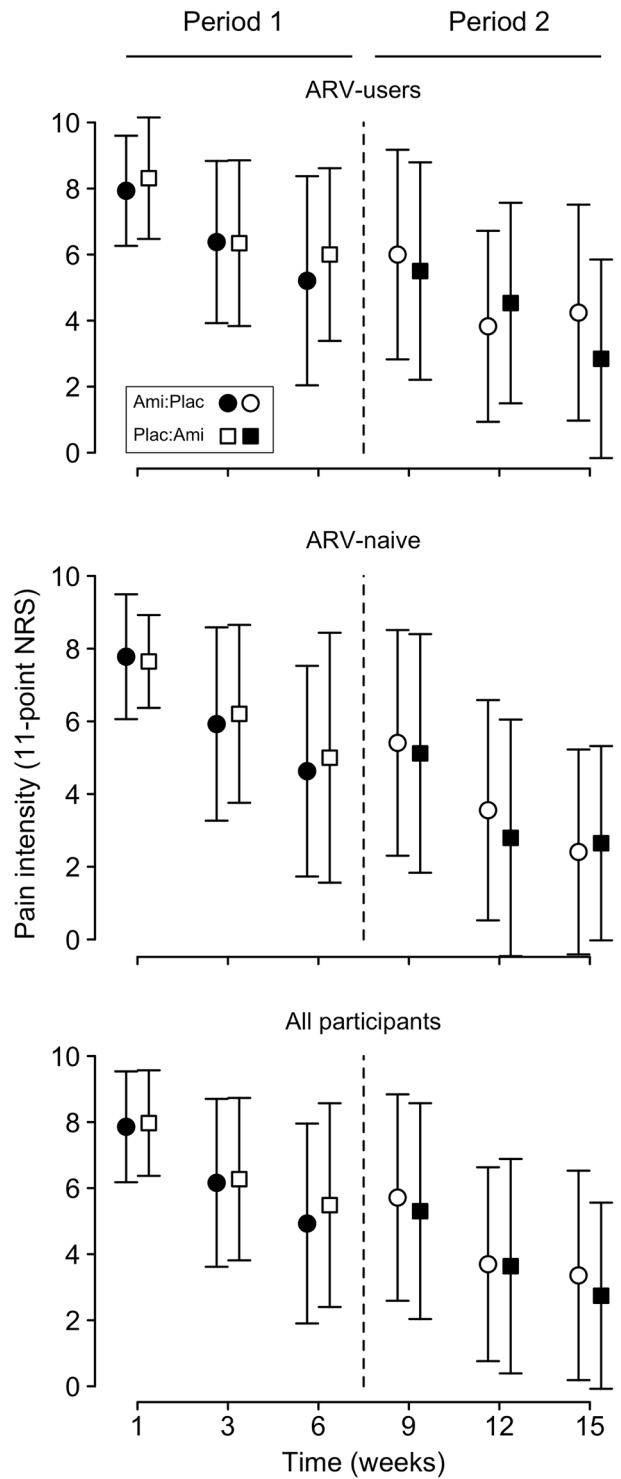 Period 1 Period 2
ARV-users
10
8
6
4
2
0
Ami:Plac
Plac:Ami
ARV-naive
10
8
6
4
2
0
Pain intensity (11-point NRS)
All participants
10
8
6
4
2
0
1 3 6 9 12 15
Time (weeks)